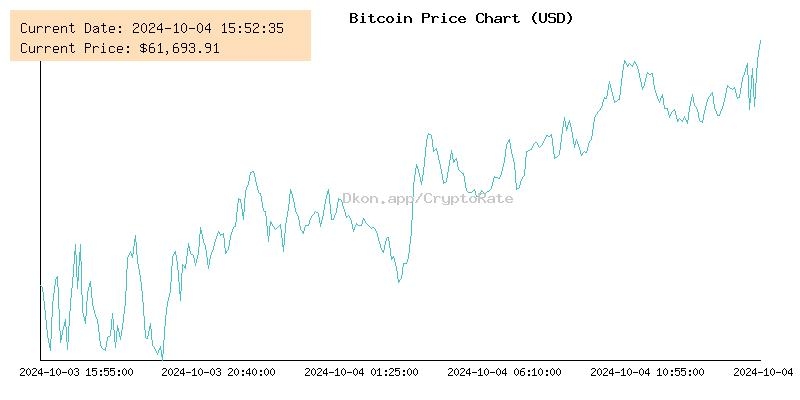 Bitcoin Price Chart (USD)
Current Date: 2024-10-04 15:52:35
Current Price: $61,693.91
Dkon.app/CryptoRate
2024-10-03 15:55:00 2024-10-03 20:40:00 2024-10-04 01:25:00 2024-10-04 06:10:00 2024-10-04 10:55:00 2024-10-04